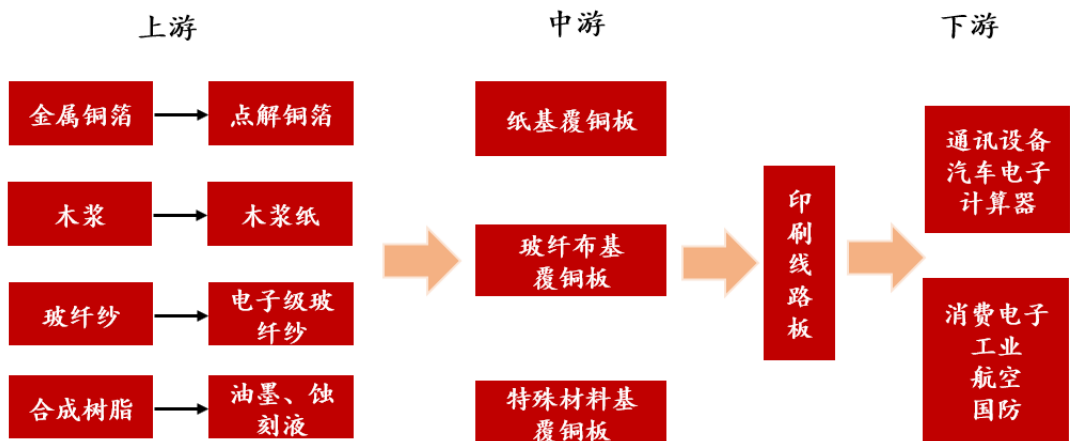 上游
中游
下游
金属铜箔
点解铜箔
木浆
木浆纸
玻纤纱
电子级玻
纤纱
合成树脂
油墨、蚀
刻液
纸基覆铜板
玻纤布基
覆铜板
特殊材料基
覆铜板
印
刷
线
路
板
通讯设备
汽车电子
计算器
消费电子
工业
航空
国防